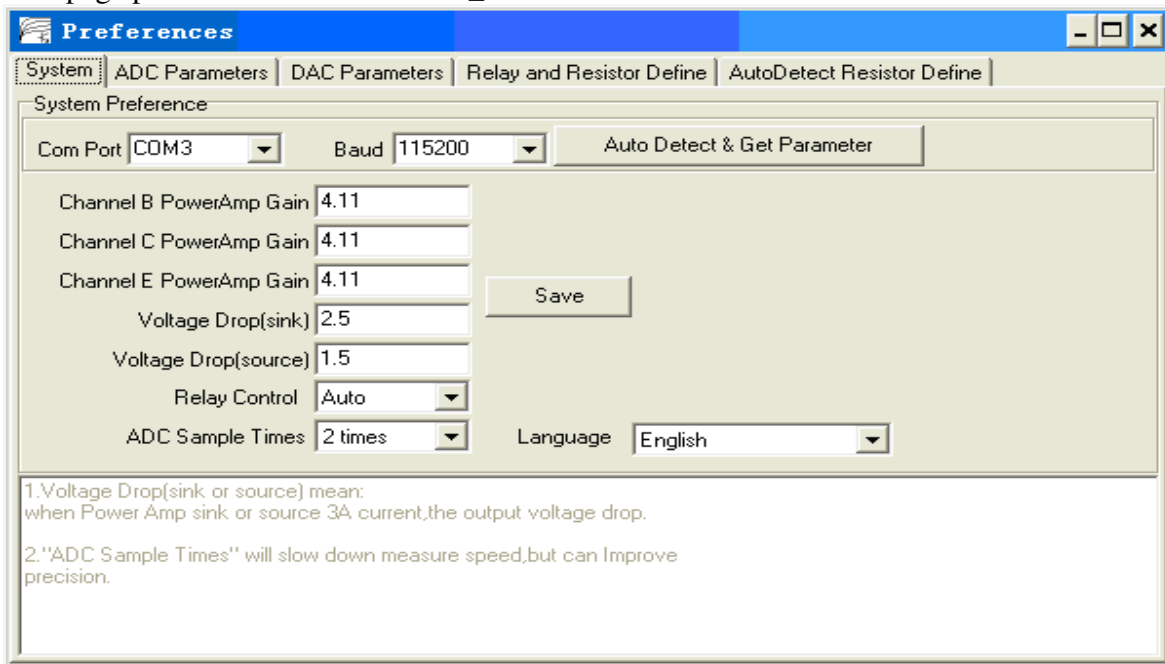 Preferences
System ADC Parameters DAC Parameters Relay and Resistor Define AutoDetect Resistor Define
System Preference
Com Port COM3 Baud 115200 Auto Detect & Get Parameter
Channel B PowerAmp Gain 4.11
Channel C PowerAmp Gain 4.11
Channel E PowerAmp Gain 4.11
Save
Voltage Drop(sink) 2.5
Voltage Drop(source) 1.5
Relay Control Auto
ADC Sample Times 2 times Language English
1.Voltage Drop(sink or source) mean:
when Power Amp sink or source 3A current,the output voltage drop.
2."ADC Sample Times" will slow down measure speed,but can Improve
precision.